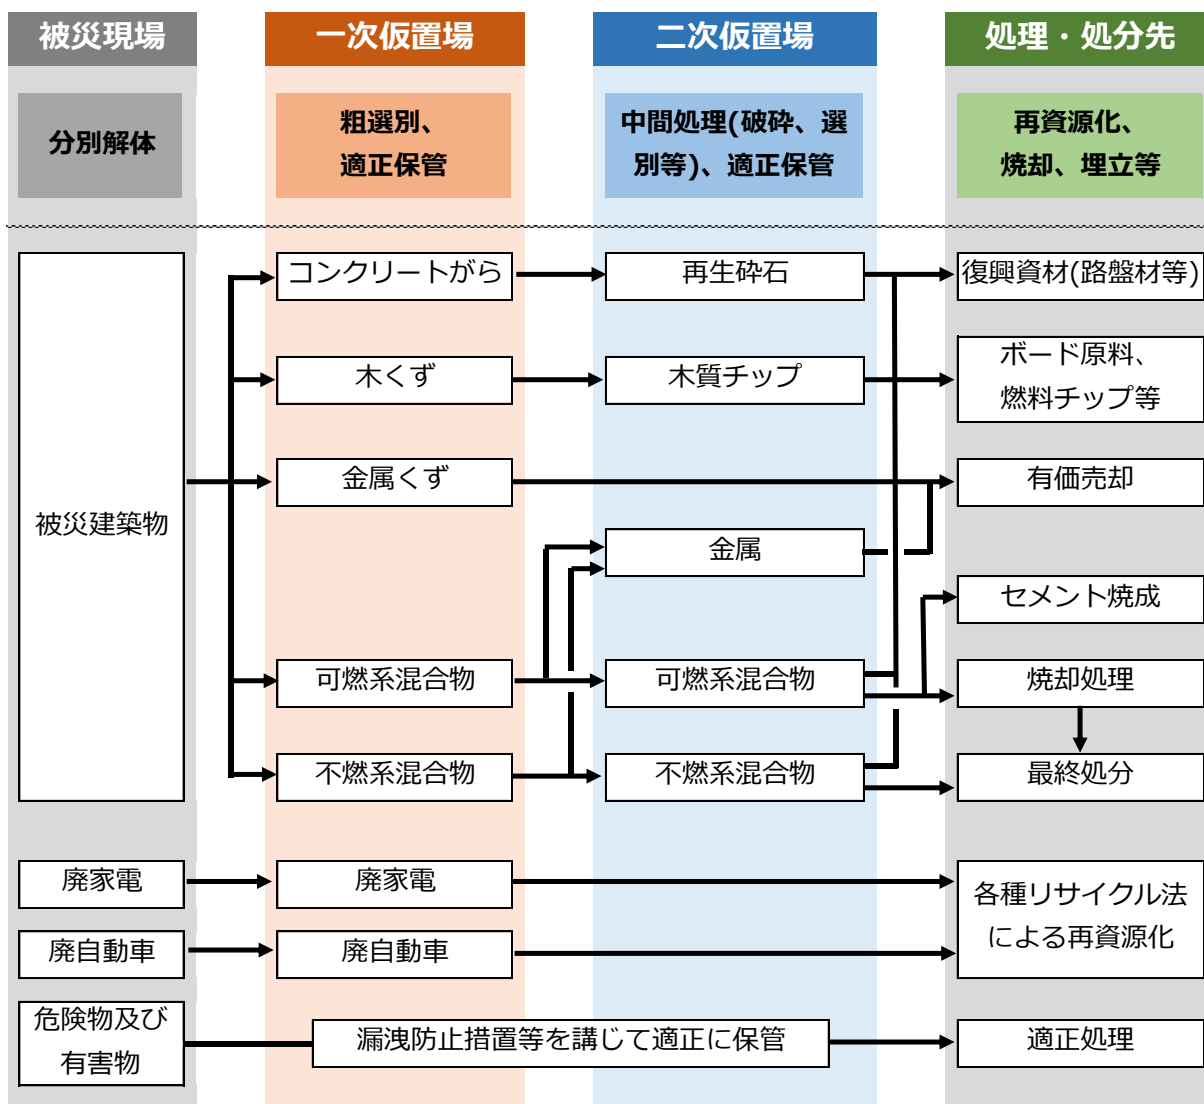 被災現場
一次仮置場
二次仮置場
処理・処分先
分別解体
粗選別、
適正保管
中間処理(破砕、選
別等)、適正保管
再資源化、
焼却、埋立等
被災建築物
コンクリートがら
再生砕石
復興資材(路盤材等)
木くず
木質チップ
ボード原料、
燃料チップ等
金属くず
有価売却
金属
セメント焼成
可燃系混合物
可燃系混合物
焼却処理
不燃系混合物
不燃系混合物
最終処分
廃家電
廃家電
各種リサイクル法
による再資源化
廃自動車
廃自動車
危険物及び
有害物
漏洩防止措置等を講じて適正に保管
適正処理